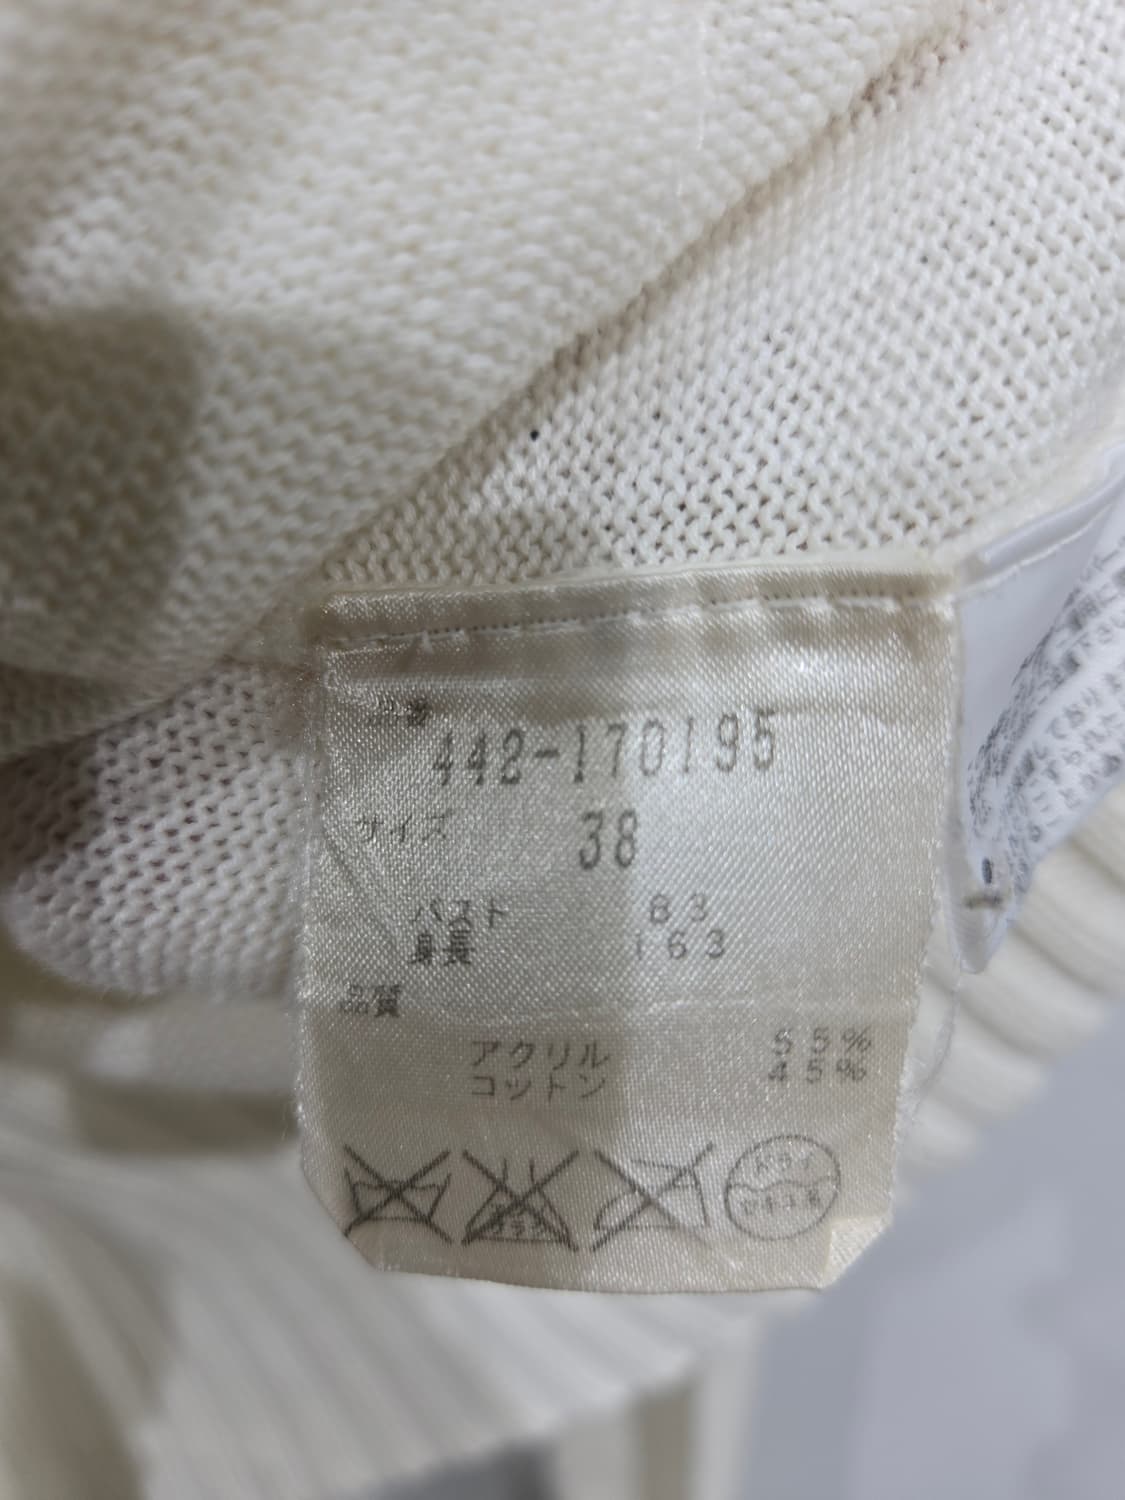 品番
442-170195
サイズ 38
バスト 83
身長 163
品質
アクリル 55%
コットン 45%